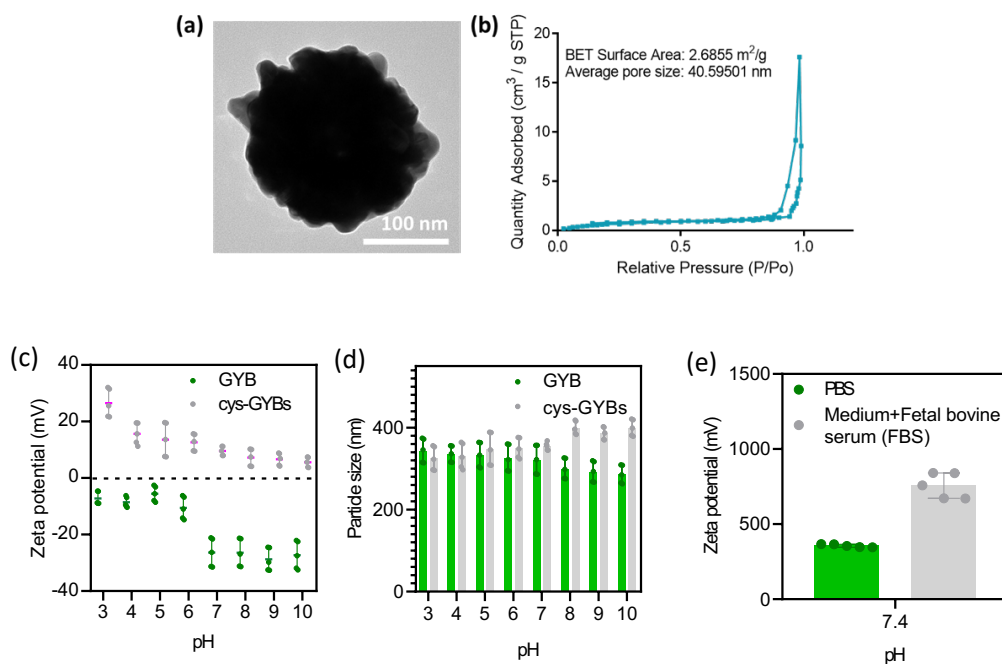 (a)
100 nm
(b)
BET Surface Area: 2.6855 m²/g
Average pore size: 40.59501 nm
Quantity Adsorbed (cm³ / g STP)
20
15
10
5
0
0.0
0.5
1.0
Relative Pressure (P/Po)
(c)
GYB
cys-GYBs
Zeta potential (mV)
40
20
0
-20
-40
3 4 5 6 7 8 9 10
pH
(d)
GYB
cys-GYBs
Particle size (nm)
400
200
0
3 4 5 6 7 8 9 10
pH
(e)
PBS
Medium+Fetal bovine
serum (FBS)
Zeta potential (mV)
1500
1000
500
0
7.4
pH